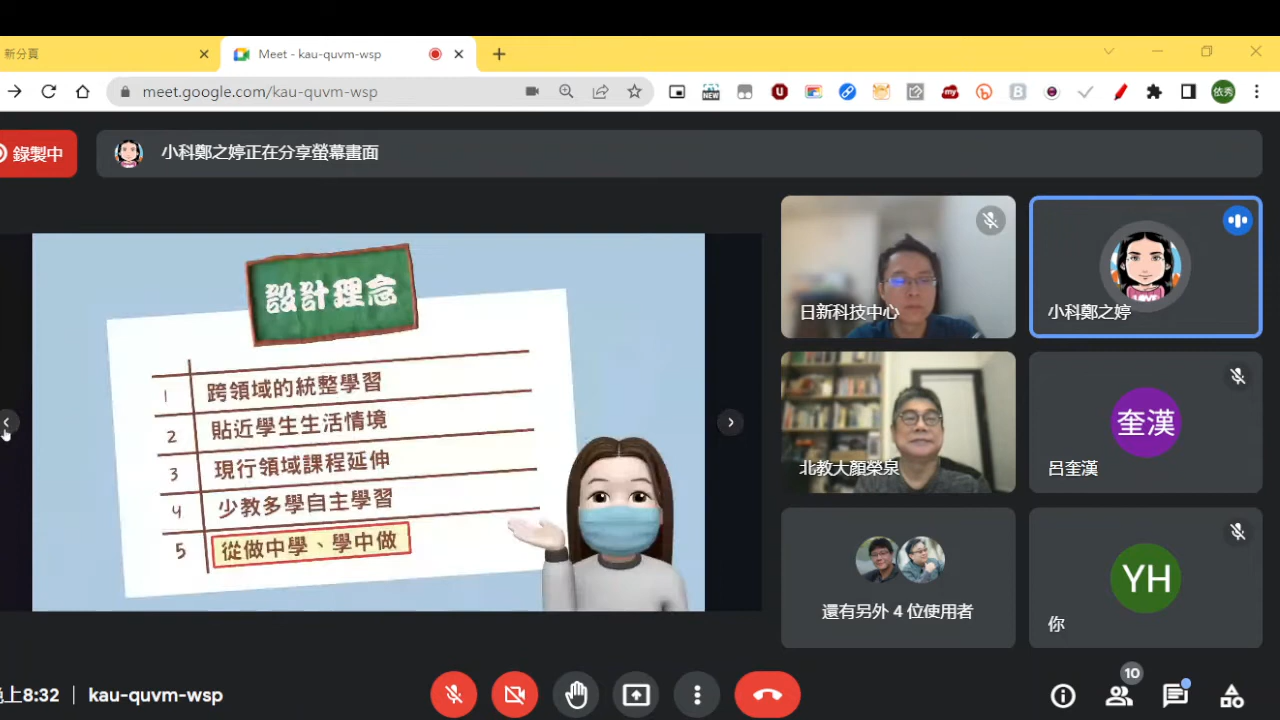 新分頁
Meet - kau-quvm-wsp
meet.google.com/kau-quvm-wsp
NEW
依秀
錄製中
小科鄭之婷正在分享螢幕畫面
設計理念
1 跨領域的統整學習
2 貼近學生生活情境
3 現行領域課程延伸
4 少教多學自主學習
5 從做中學、學中做
日新科技中心
小科鄭之婷
北教大顏榮泉
奎漢
呂奎漢
還有另外 4 位使用者
YH
你
晚上8:32 | kau-quvm-wsp
10